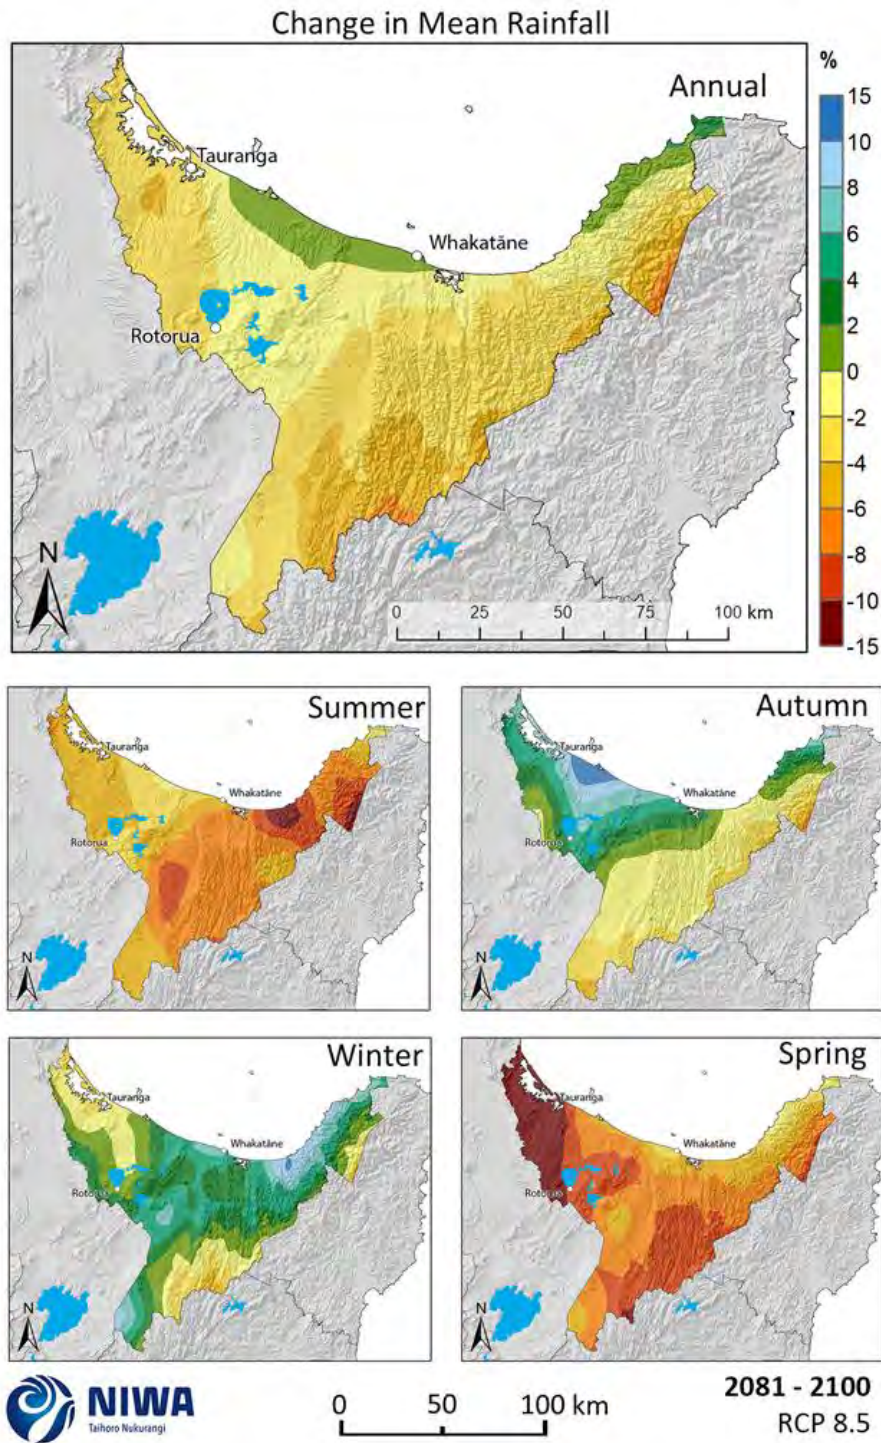 Change in Mean Rainfall
Annual
%
15
10
8
6
4
2
0
-2
-4
-6
-8
-10
-15
Tauranga
Whakatāne
Rotorua
N
0 25 50 75 100 km
Summer
Tauranga
Whakatāne
Rotorua
N
Autumn
Tauranga
Whakatāne
Rotorua
N
Winter
Tauranga
Whakatāne
Rotorua
N
Spring
Tauranga
Whakatāne
Rotorua
N
NIWA
Taihoro Nukurangi
0 50 100 km
2081 - 2100
RCP 8.5